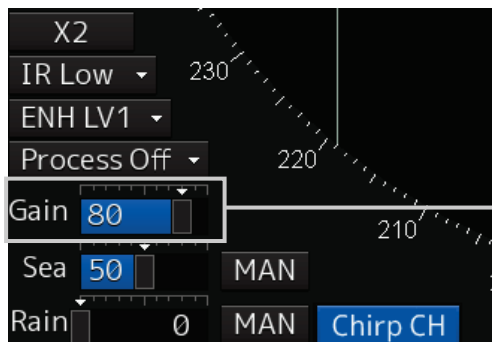 X2
IR Low
230
ENH LV1
Process Off
220
Gain 80
210
Sea 50 MAN
Rain 0 MAN Chirp CH